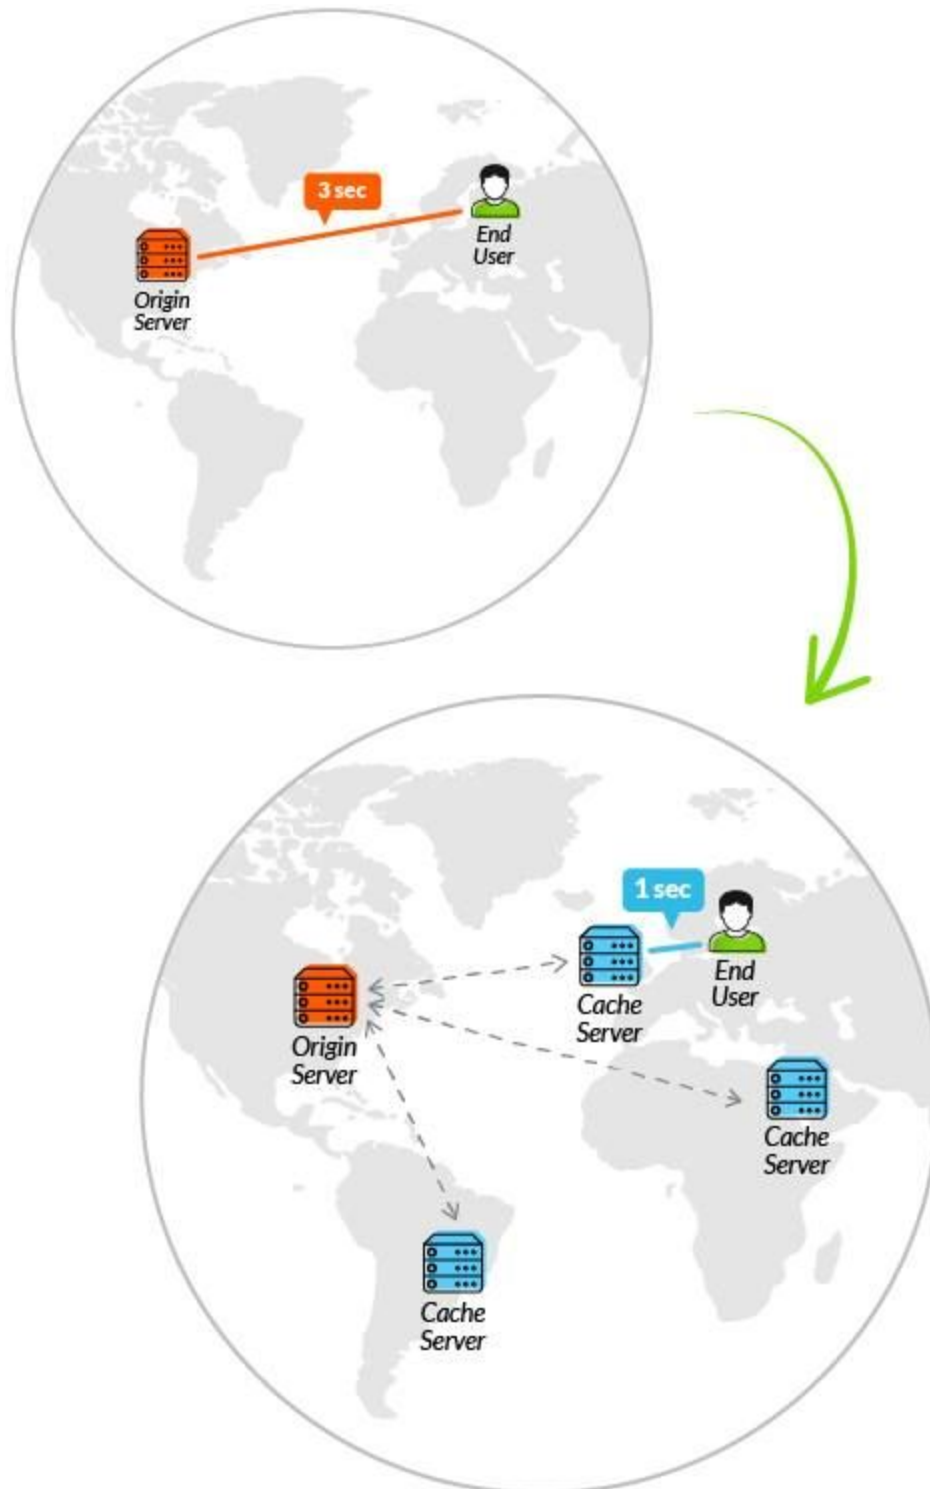 3 sec
End
User
Origin
Server
1 sec
End
User
Cache
Server
Origin
Server
Cache
Server
Cache
Server